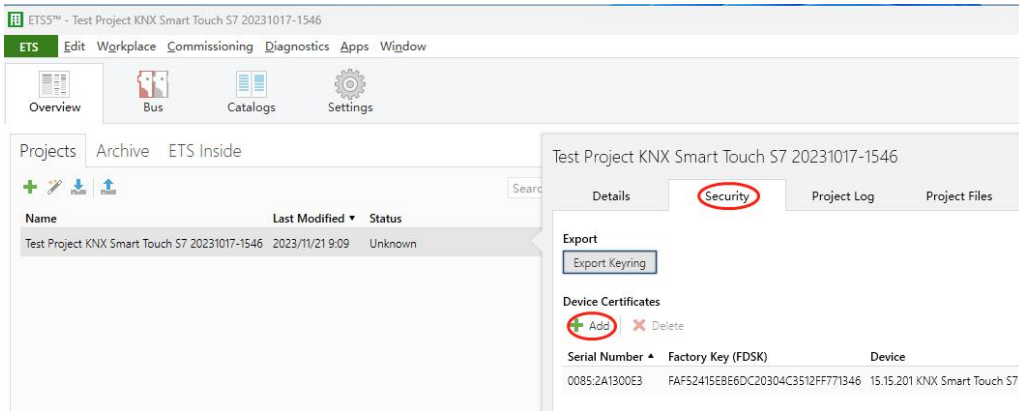 ETS5™ - Test Project KNX Smart Touch S7 20231017-1546
ETS Edit Workplace Commissioning Diagnostics Apps Window
Overview Bus Catalogs Settings
Projects Archive ETS Inside
Name Last Modified ▼ Status
Test Project KNX Smart Touch S7 20231017-1546 2023/11/21 9:09 Unknown
Test Project KNX Smart Touch S7 20231017-1546
Details Security Project Log Project Files
Export
Export Keyring
Device Certificates
Add Delete
Serial Number ▲ Factory Key (FDSK) Device
0085:2A1300E3 FAF52415EBE6DC20304C3512FF771346 15.15.201 KNX Smart Touch S7